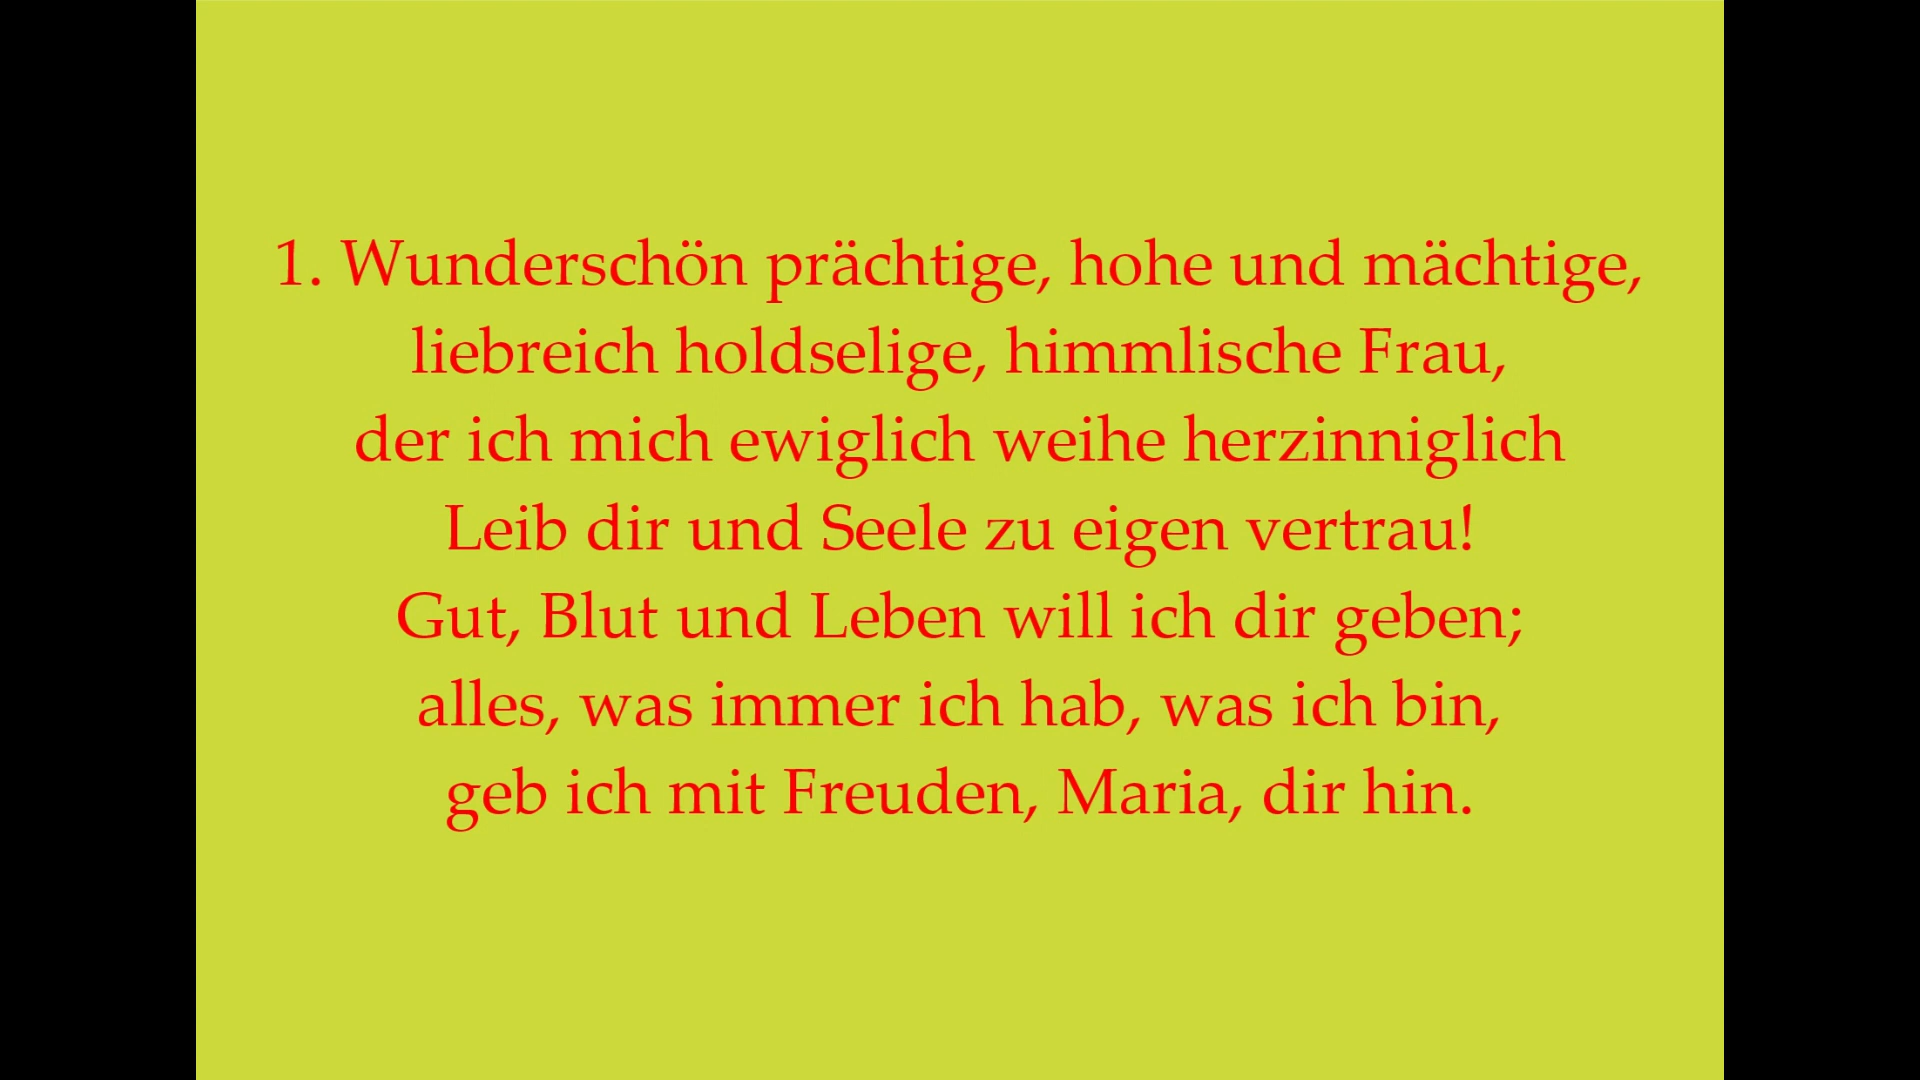 1. Wunderschön prächtige, hohe und mächtige,
liebreich holdselige, himmlische Frau,
der ich mich ewiglich weihe herzinniglich
Leib dir und Seele zu eigen vertrau!
Gut, Blut und Leben will ich dir geben;
alles, was immer ich hab, was ich bin,
geb ich mit Freuden, Maria, dir hin.